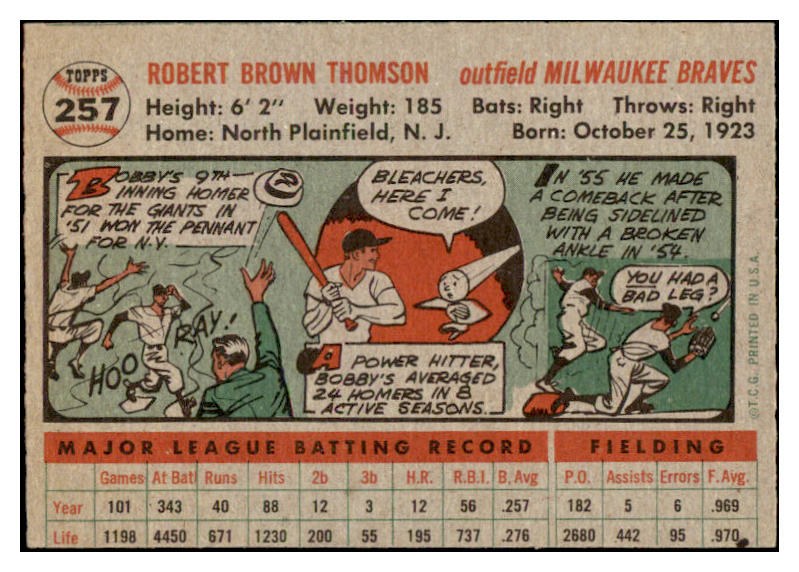 TOPPS
257
ROBERT BROWN THOMSON outfield MILWAUKEE BRAVES
Height: 6' 2" Weight: 185 Bats: Right Throws: Right
Home: North Plainfield, N. J. Born: October 25, 1923
BOBBY'S 9TH
INNING HOMER
FOR THE GIANTS IN
'51 WON THE PENNANT
FOR N.Y.
HOO RAY!
BLEACHERS,
HERE I
COME!
A POWER HITTER,
BOBBY'S AVERAGED
24 HOMERS IN 8
ACTIVE SEASONS.
IN '55 HE MADE
A COMEBACK AFTER
BEING SIDELINED
WITH A BROKEN
ANKLE IN '54.
YOU HAD A
BAD LEG?
©T.C.G. PRINTED IN U.S.A.
MAJOR LEAGUE BATTING RECORD FIELDING
Games At Bat Runs Hits 2b 3b H.R. R.B.I. B. Avg P.O. Assists Errors F. Avg.
Year 101 343 40 88 12 3 12 56 .257 182 5 6 .969
Life 1198 4450 671 1230 200 55 195 737 .276 2680 442 95 .970